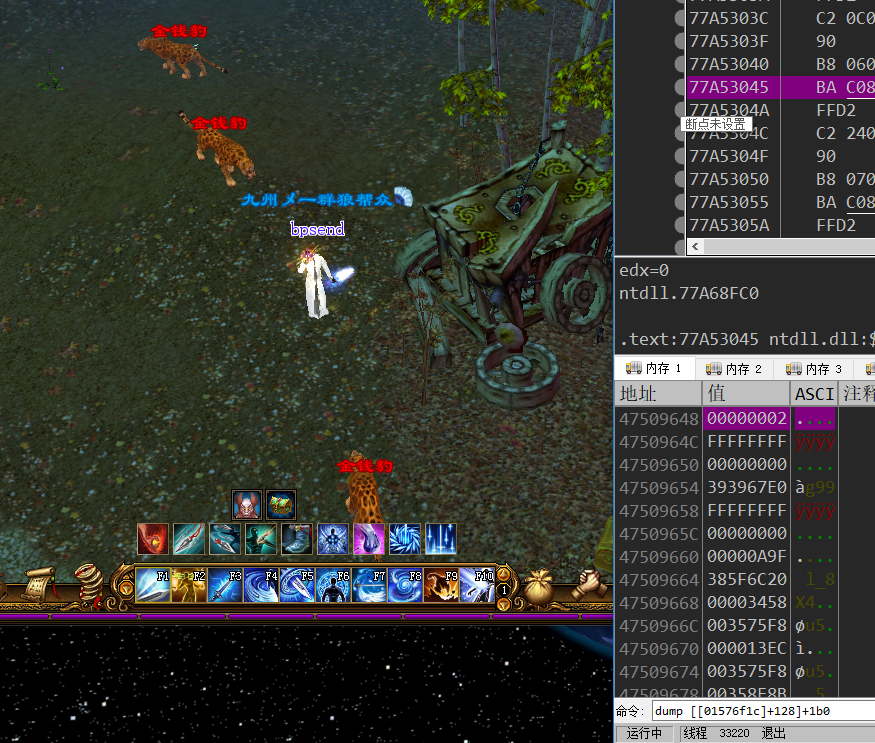 金钱豹
金钱豹
九州乄一群狼帮众
bpsend
金钱豹
F1 F2 F3 F4 F5 F6 F7 F8 F9 F10
1
77A5303C C2 0C0
77A5303F 90
77A53040 B8 060
77A53045 BA C08
77A5304A FFD2
断点未设置
4C C2 240
77A5304F 90
77A53050 B8 070
77A53055 BA C08
77A5305A FFD2
edx=0
ntdll.77A68FC0
.text:77A53045 ntdll.dll:$
内存 1 内存 2 内存 3
地址 值 ASCI 注释
47509648 00000002 ....
4750964C FFFFFFFF ÿÿÿÿ
47509650 00000000 ....
47509654 393967E0 àg99
47509658 FFFFFFFF ÿÿÿÿ
4750965C 00000000 ....
47509660 00000A9F ....
47509664 385F6C20 l_8
47509668 00003458 X4..
4750966C 003575F8 øu5.
47509670 000013EC ì...
47509674 003575F8 øu5.
47509678 00358E8B
命令: dump [[01576f1c]+128]+1b0
运行中 线程 33220 退出